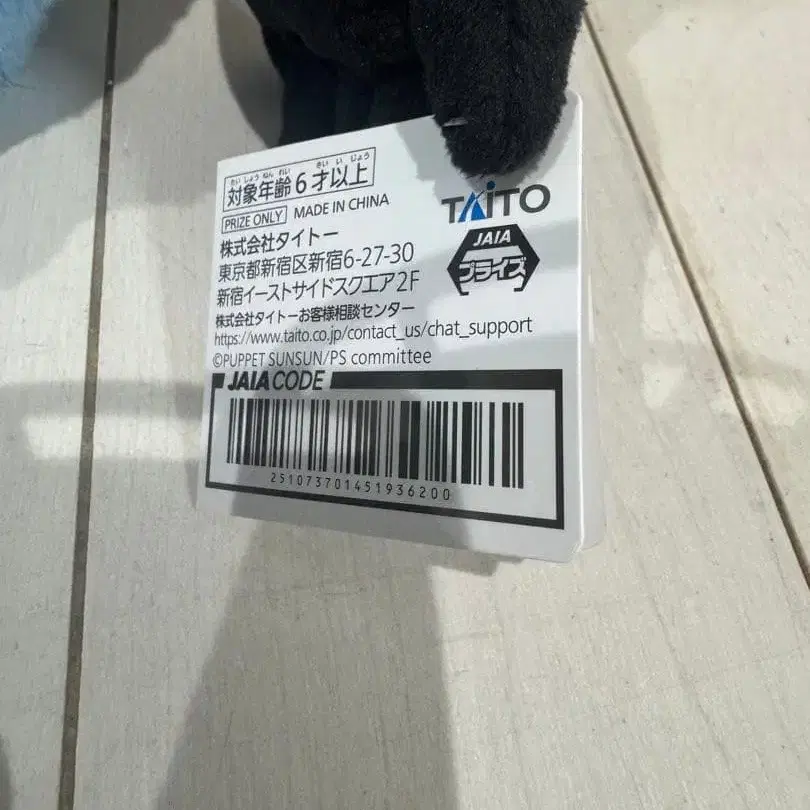 たいしょうねんれい さいいじょう
対象年齢6才以上
PRIZE ONLY MADE IN CHINA
株式会社タイトー
東京都新宿区新宿6-27-30
新宿イーストサイドスクエア2F
株式会社タイトーお客様相談センター
https://www.taito.co.jp/contact_us/chat_support
©PUPPET SUNSUN/PS committee
TAITO
JAIA
プライズ
JAIA CODE
251073701451936200